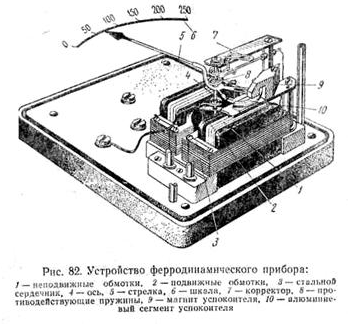 0 50 100 150 200 250
5 6 7
4 8
9
10
1
2
3
Рис. 82. Устройство ферродинамического прибора:
1 — неподвижные обмотки, 2 — подвижные обмотки, 3 — стальной
сердечник, 4 — ось, 5 — стрелка, 6 — шкала, 7 — корректор, 8 — про-
тиводействующие пружины, 9 — магнит успокоителя, 10 — алюминие-
вый сегмент успокоителя